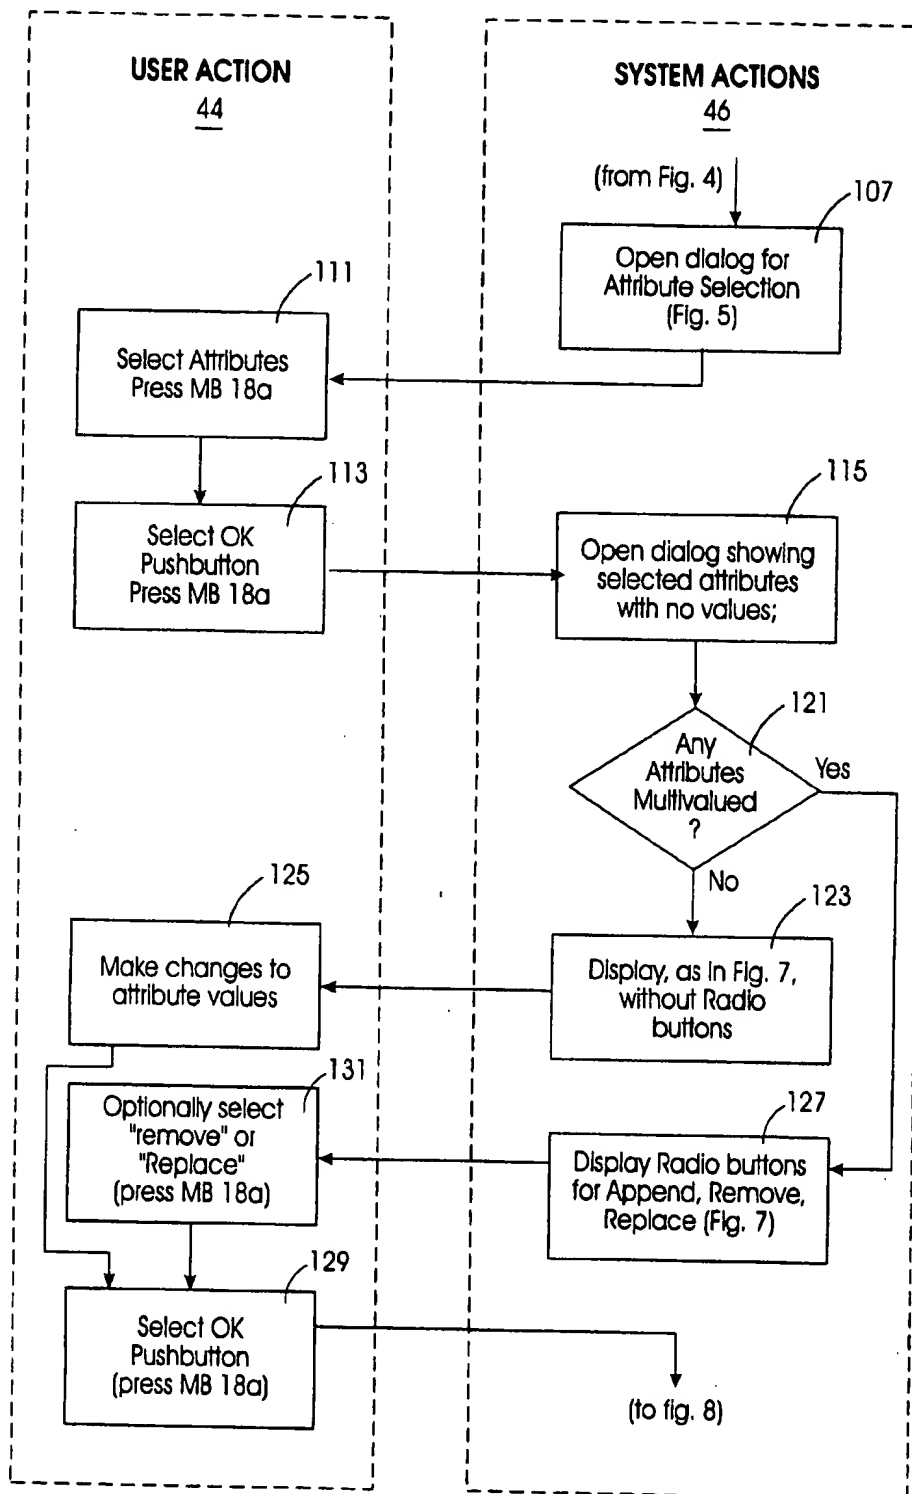 USER ACTION
44
SYSTEM ACTIONS
46
(from Fig. 4)
107
Open dialog for
Attribute Selection
(Fig. 5)
111
Select Attributes
Press MB 18a
113
Select OK
Pushbutton
Press MB 18a
115
Open dialog showing
selected attributes
with no values;
121
Any
Attributes
Multivalued
?
Yes
No
123
Display, as in Fig. 7,
without Radio
buttons
125
Make changes to
attribute values
127
Display Radio buttons
for Append, Remove,
Replace (Fig. 7)
131
Optionally select
"remove" or
"Replace"
(press MB 18a)
129
Select OK
Pushbutton
(press MB 18a)
(to fig. 8)